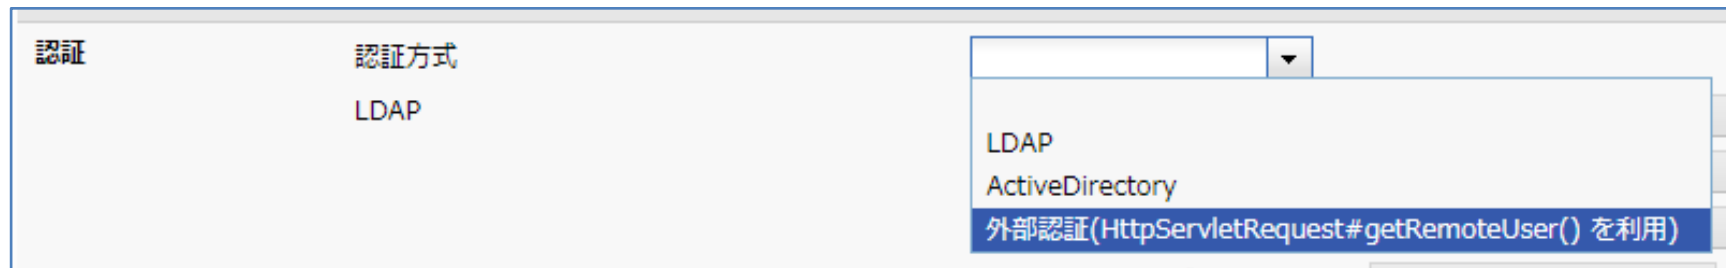 認証 認証方式
LDAP
LDAP
ActiveDirectory
外部認証(HttpServletRequest#getRemoteUser() を利用)